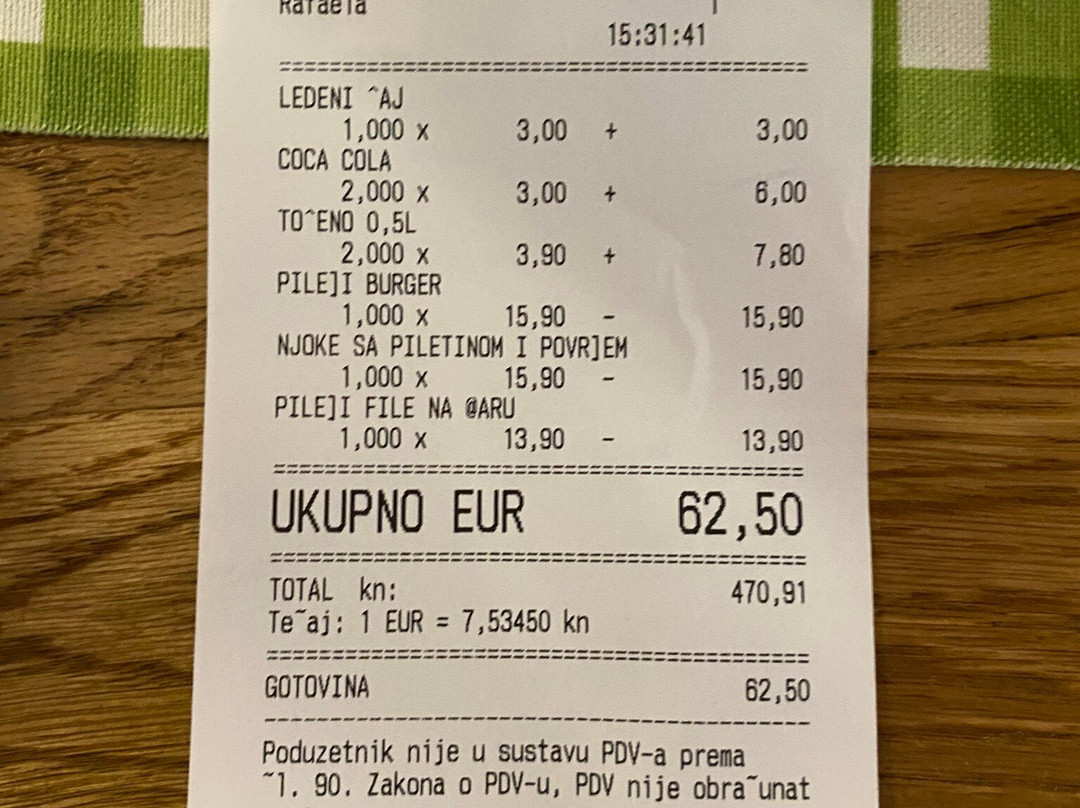 Rafaela
15:31:41
=========================================
LEDENI ^AJ
1,000 x 3,00 + 3,00
COCA COLA
2,000 x 3,00 + 6,00
TO^ENO 0,5L
2,000 x 3,90 + 7,80
PILE]I BURGER
1,000 x 15,90 - 15,90
NJOKE SA PILETINOM I POVR]EM
1,000 x 15,90 - 15,90
PILE]I FILE NA @ARU
1,000 x 13,90 - 13,90
=========================================
UKUPNO EUR 62,50
=========================================
TOTAL kn: 470,91
Te~aj: 1 EUR = 7,53450 kn
=========================================
GOTOVINA 62,50
-----------------------------------------
Poduzetnik nije u sustavu PDV-a prema
~l. 90. Zakona o PDV-u, PDV nije obra~unat